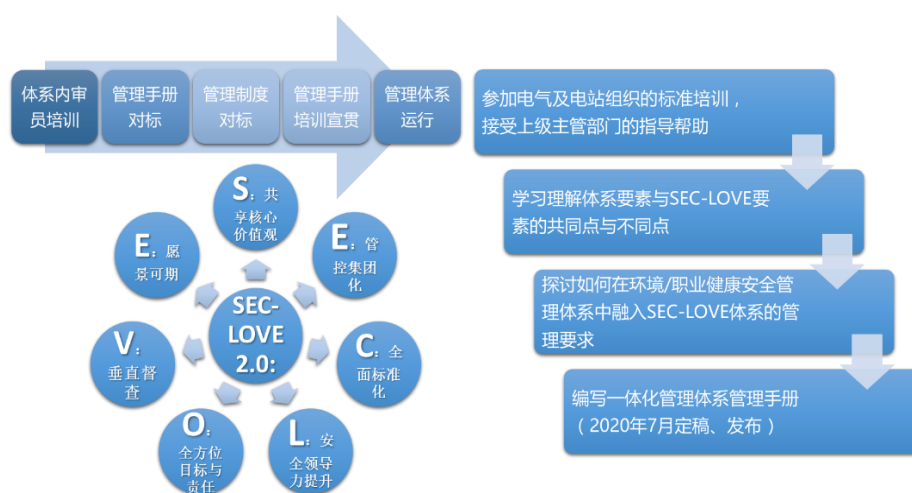 体系内审
员培训
管理手册
对标
管理制度
对标
管理手册
培训宣贯
管理体系
运行
S：共
享核心
价值观
E：管
控集团
化
C：全
面标准
化
L：安
全领导
力提升
O：
全方位
目标与
责任
V：
垂直督
查
E：愿
景可期
SEC-
LOVE
2.0:
参加电气及电站组织的标准培训，
接受上级主管部门的指导帮助
学习理解体系要素与SEC-LOVE要
素的共同点与不同点
探讨如何在环境/职业健康安全管
理体系中融入SEC-LOVE体系的管
理要求
编写一体化管理体系管理手册
（2020年7月定稿、发布）